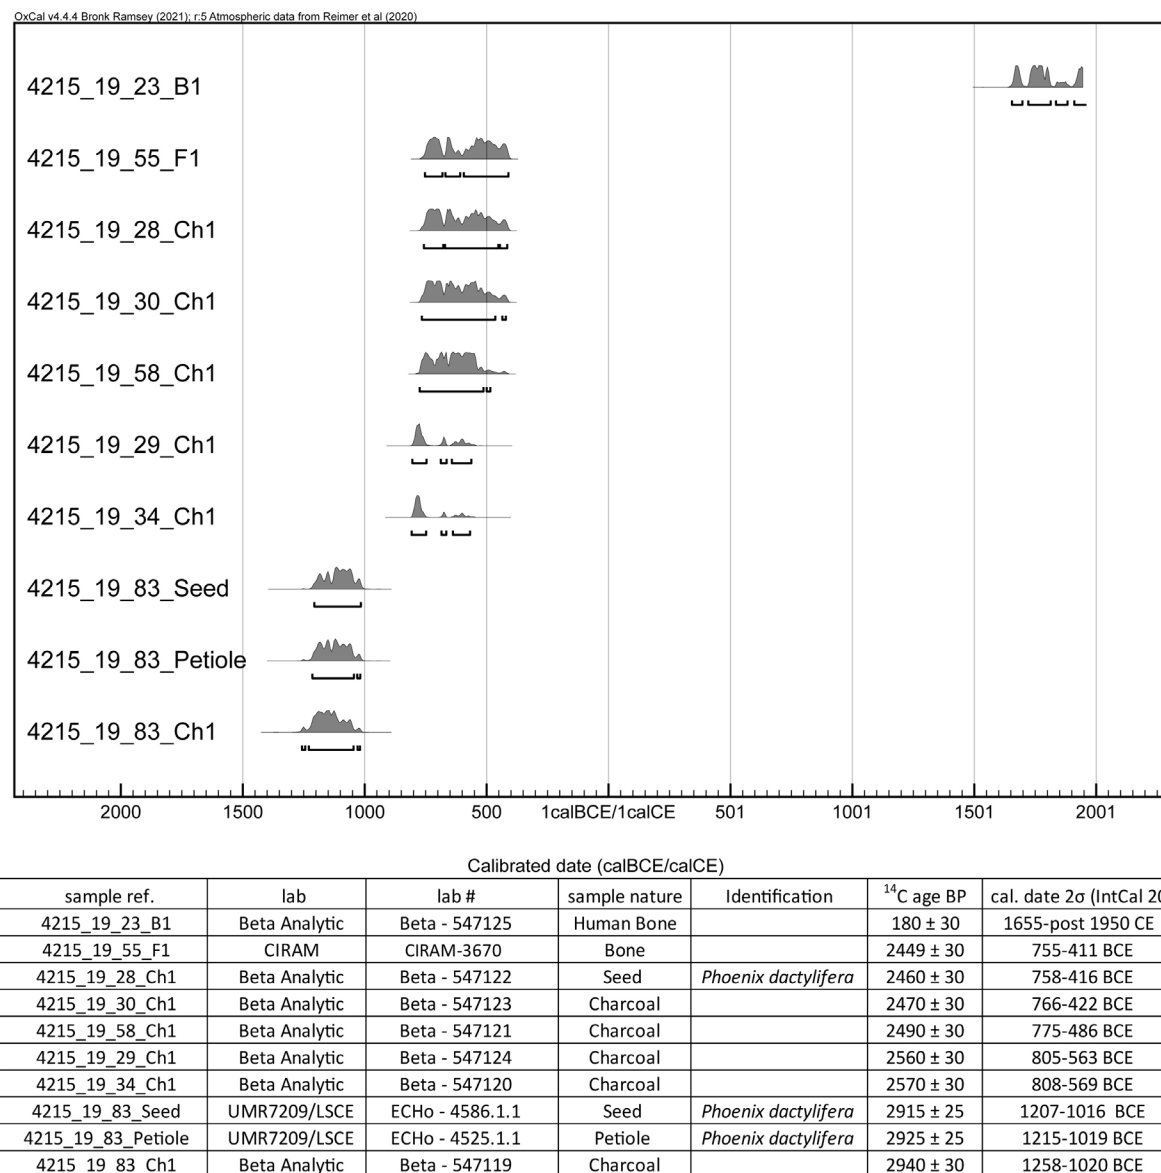 OxCal v4.4.4 Bronk Ramsey (2021); r:5 Atmospheric data from Reimer et al (2020)
4215_19_23_B1
4215_19_55_F1
4215_19_28_Ch1
4215_19_30_Ch1
4215_19_58_Ch1
4215_19_29_Ch1
4215_19_34_Ch1
4215_19_83_Seed
4215_19_83_Petiole
4215_19_83_Ch1
2000 1500 1000 500 1calBCE/1calCE 501 1001 1501 2001
Calibrated date (calBCE/calCE)
sample ref. lab lab # sample nature Identification 14C age BP cal. date 2σ (IntCal 20
4215_19_23_B1 Beta Analytic Beta - 547125 Human Bone 180 ± 30 1655-post 1950 CE
4215_19_55_F1 CIRAM CIRAM-3670 Bone 2449 ± 30 755-411 BCE
4215_19_28_Ch1 Beta Analytic Beta - 547122 Seed Phoenix dactylifera 2460 ± 30 758-416 BCE
4215_19_30_Ch1 Beta Analytic Beta - 547123 Charcoal 2470 ± 30 766-422 BCE
4215_19_58_Ch1 Beta Analytic Beta - 547121 Charcoal 2490 ± 30 775-486 BCE
4215_19_29_Ch1 Beta Analytic Beta - 547124 Charcoal 2560 ± 30 805-563 BCE
4215_19_34_Ch1 Beta Analytic Beta - 547120 Charcoal 2570 ± 30 808-569 BCE
4215_19_83_Seed UMR7209/LSCE ECHo - 4586.1.1 Seed Phoenix dactylifera 2915 ± 25 1207-1016 BCE
4215_19_83_Petiole UMR7209/LSCE ECHo - 4525.1.1 Petiole Phoenix dactylifera 2925 ± 25 1215-1019 BCE
4215_19_83_Ch1 Beta Analytic Beta - 547119 Charcoal 2940 ± 30 1258-1020 BCE